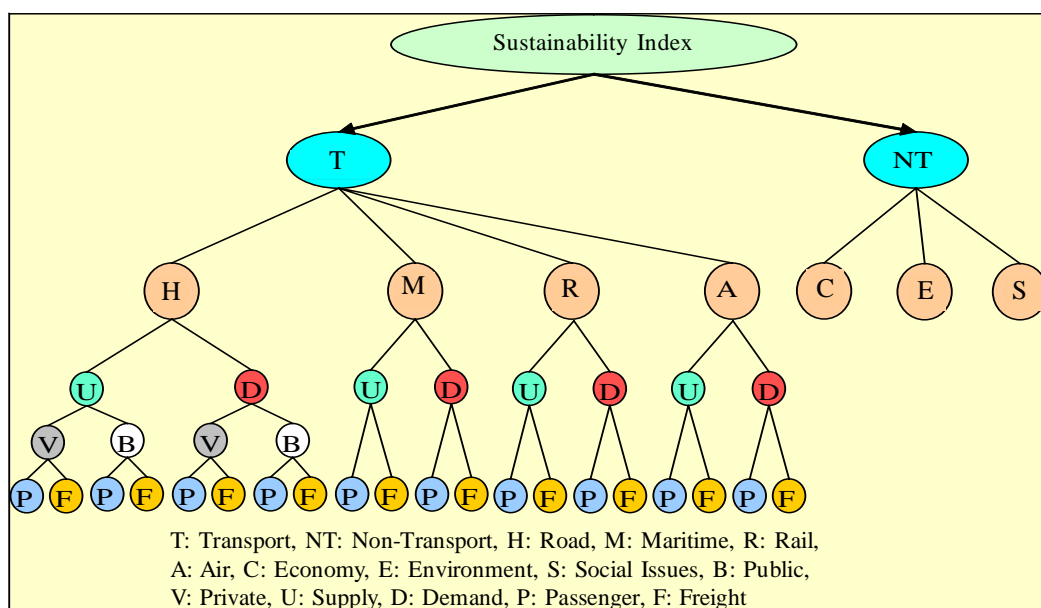 Sustainability Index
T NT
H M R A C E S
U D U D U D U D
V B V B
P F P F P F P F P F P F P F P F P F P F
T: Transport, NT: Non-Transport, H: Road, M: Maritime, R: Rail,
A: Air, C: Economy, E: Environment, S: Social Issues, B: Public,
V: Private, U: Supply, D: Demand, P: Passenger, F: Freight